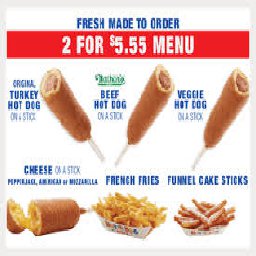 FRESH MADE TO ORDER
2 FOR $5.55 MENU
ORIGINAL
TURKEY
HOT DOG
ON A STICK
Nathan's
BEEF
HOT DOG
ON A STICK
VEGGIE
HOT DOG
ON A STICK
CHEESE ON A STICK
PEPPERJACK, AMERICAN or MOZZARELLA
FRENCH FRIES
FUNNEL CAKE STICKS